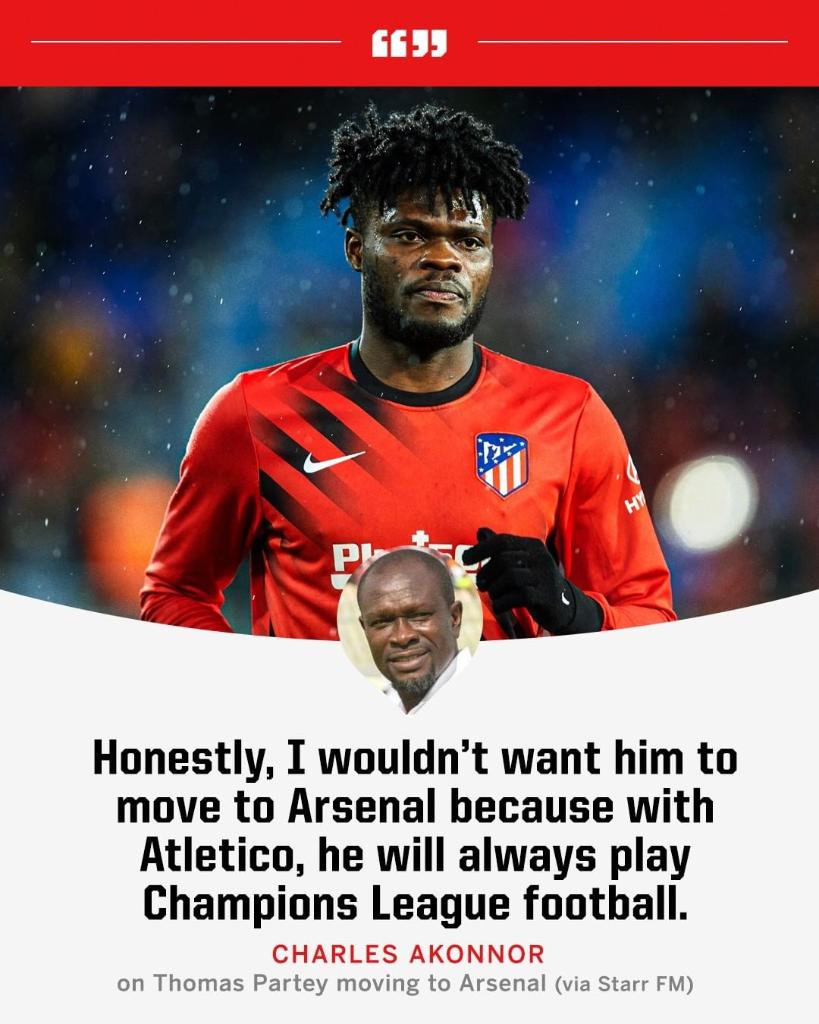 Honestly, I wouldn't want him to
move to Arsenal because with
Atletico, he will always play
Champions League football.
CHARLES AKONNOR
on Thomas Partey moving to Arsenal (via Starr FM)